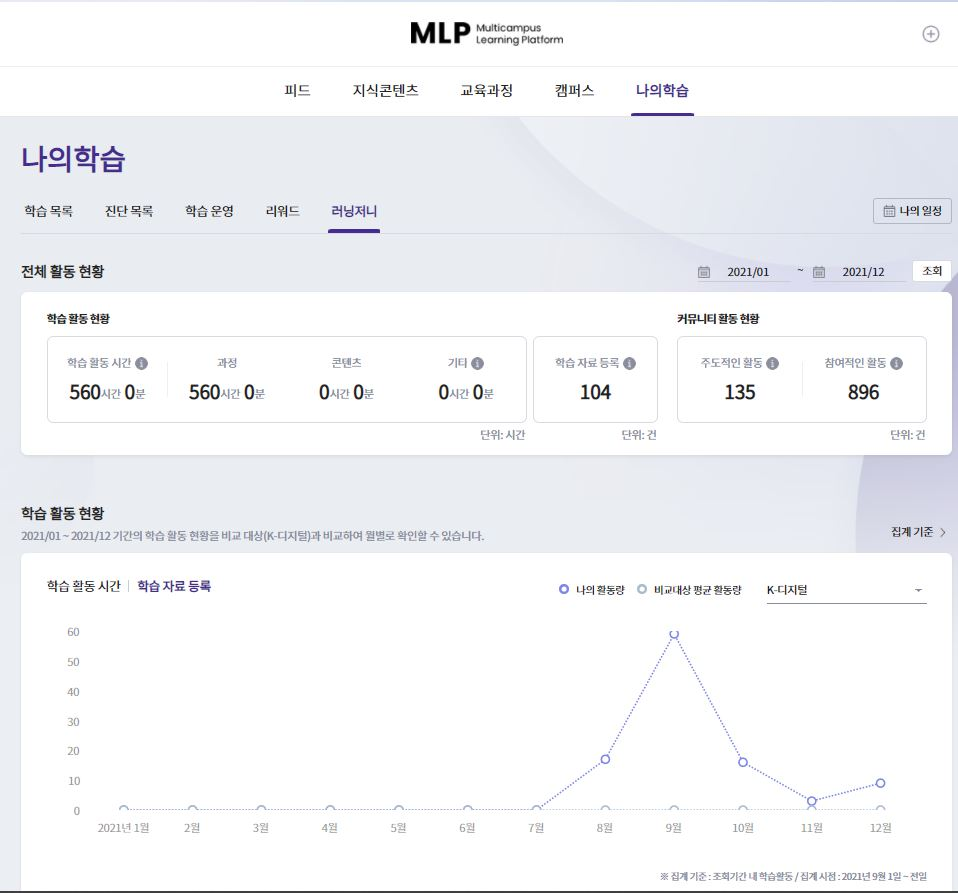 MLP Multicampus
Learning Platform
피드 지식콘텐츠 교육과정 캠퍼스 나의학습
나의학습
학습 목록 진단 목록 학습 운영 리워드 러닝저니 나의 일정
전체 활동 현황 2021/01 ~ 2021/12 조회
학습 활동 현황 커뮤니티 활동 현황
학습 활동 시간 과정 콘텐츠 기타 학습 자료 등록 주도적인 활동 참여적인 활동
560시간 0분 560시간 0분 0시간 0분 0시간 0분 104 135 896
단위: 시간 단위: 건 단위: 건
학습 활동 현황
2021/01 ~ 2021/12 기간의 학습 활동 현황을 비교 대상(K-디지털)과 비교하여 월별로 확인할 수 있습니다. 집계 기준
학습 활동 시간 | 학습 자료 등록 나의 활동량 비교대상 평균 활동량 K-디지털
60
50
40
30
20
10
0
2021년 1월 2월 3월 4월 5월 6월 7월 8월 9월 10월 11월 12월
※ 집계 기준 : 조회기간 내 학습활동 / 집계 시점 : 2021년 9월 1일 ~ 전일